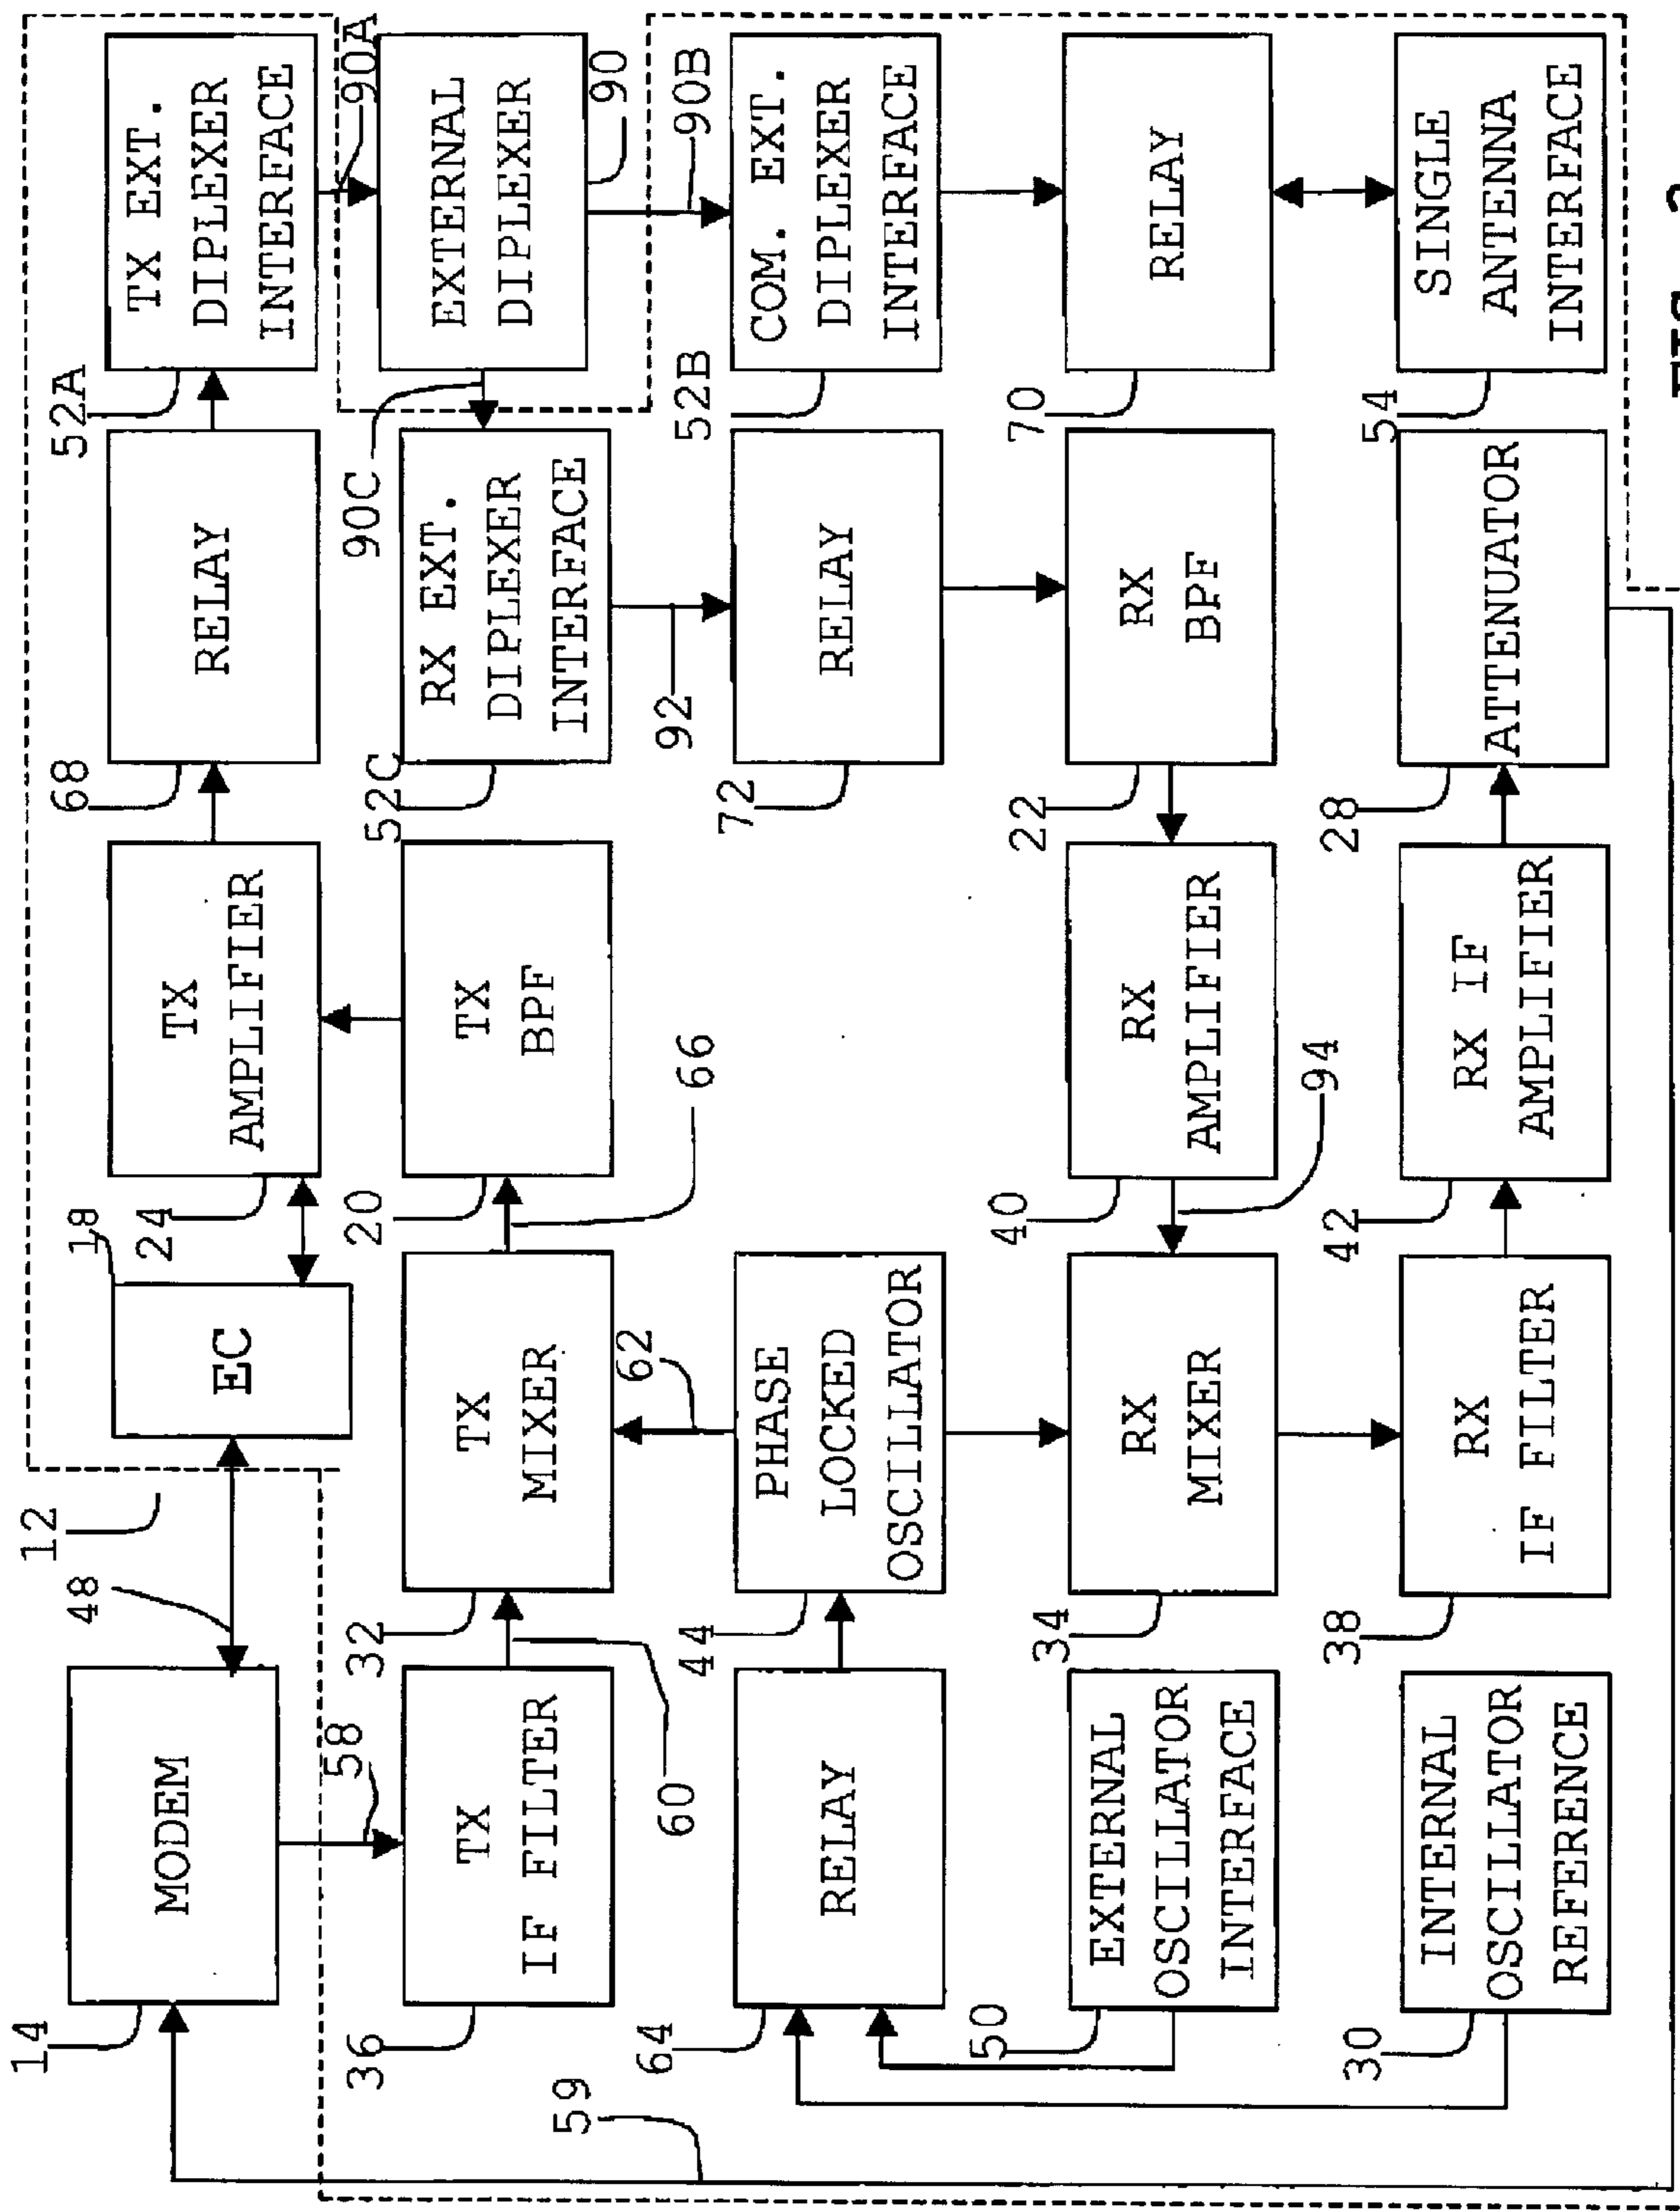 14
MODEM
48
12
18
EC
24
TX
AMPLIFIER
68
RELAY
52A
TX EXT.
DIPLEXER
INTERFACE
58
90A
36
TX
IF FILTER
60
32
TX
MIXER
62
20
TX
BPF
66
52C
RX EXT.
DIPLEXER
INTERFACE
90C
92
EXTERNAL
DIPLEXER
90
90B
59
64
RELAY
44
PHASE
LOCKED
OSCILLATOR
72
RELAY
52B
COM. EXT.
DIPLEXER
INTERFACE
50
EXTERNAL
OSCILLATOR
INTERFACE
34
RX
MIXER
40
RX
AMPLIFIER
94
22
RX
BPF
70
RELAY
30
INTERNAL
OSCILLATOR
REFERENCE
38
RX
IF FILTER
42
RX IF
AMPLIFIER
28
ATTENUATOR
54
SINGLE
ANTENNA
INTERFACE